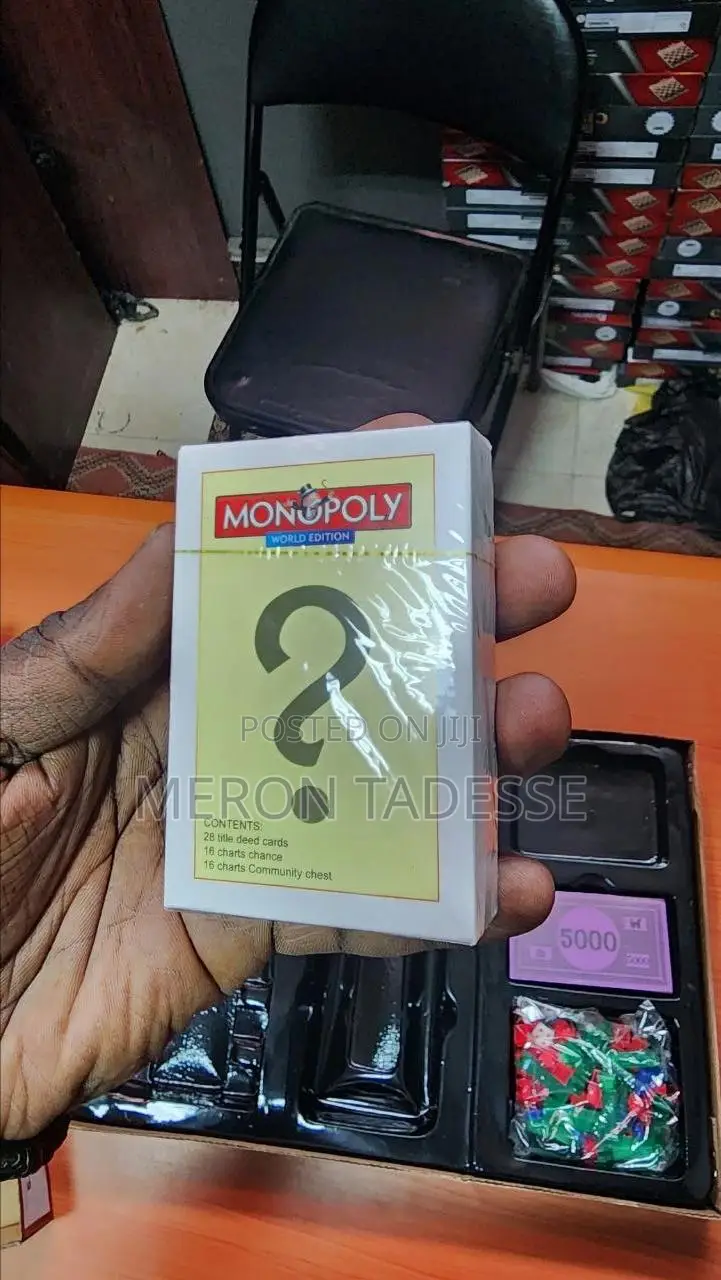 MONOPOLY
WORLD EDITION
?
POSTED ON JIJI
MERON TADESSE
CONTENTS:
28 title deed cards
16 charts chance
16 charts Community chest
5000
5000